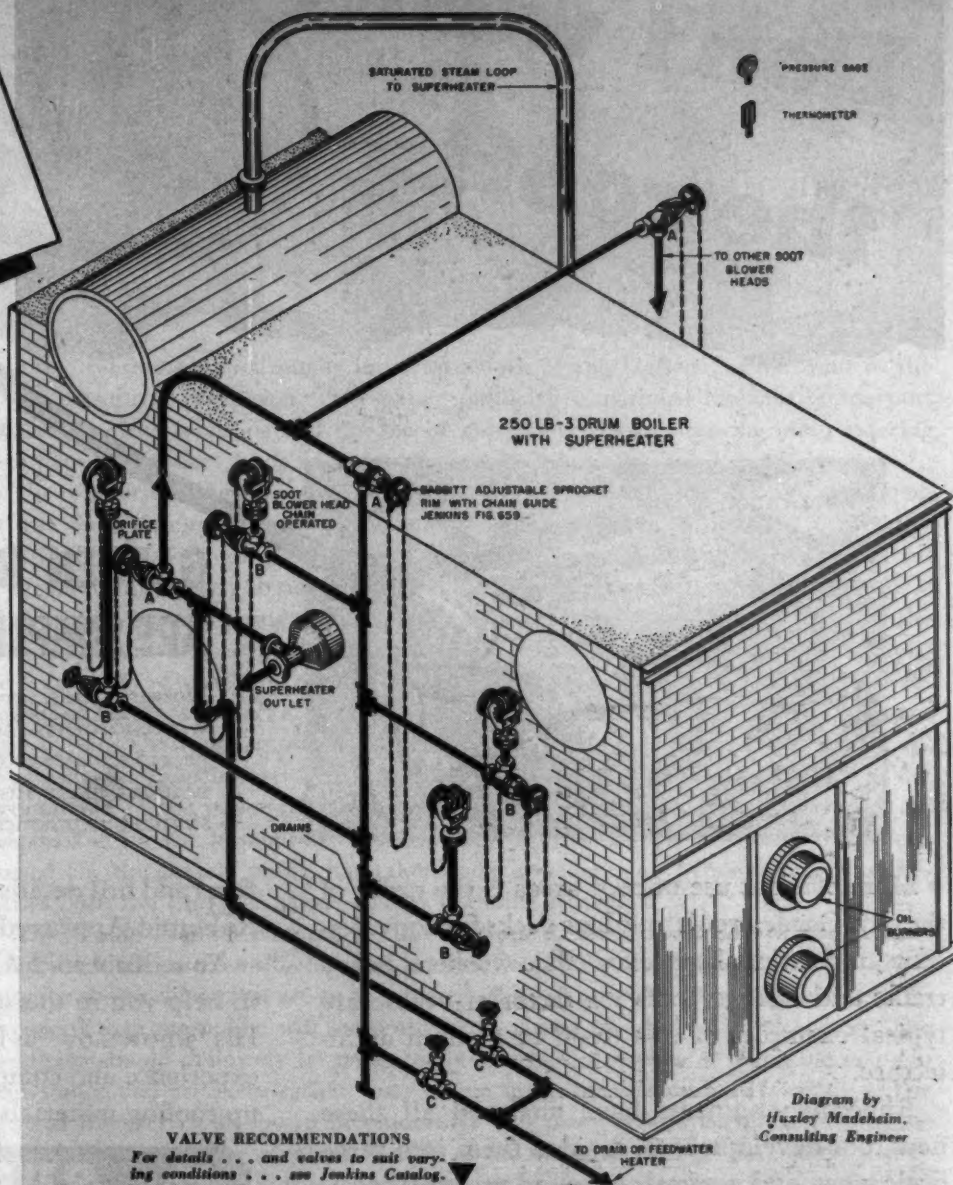 SATURATED STEAM LOOP
TO SUPERHEATER
PRESSURE GAGE
THERMOMETER
A
TO OTHER SOOT
BLOWER
HEADS
250 LB-3 DRUM BOILER
WITH SUPERHEATER
SOOT
BLOWER HEAD
CHAIN
OPERATED
A
BABBITT ADJUSTABLE SPROCKET
RIM WITH CHAIN GUIDE
JENKINS FIG. 659
ORIFICE
PLATE
B
A
SUPERHEATER
OUTLET
B
B
DRAINS
B
OIL
BURNERS
C
C
Diagram by
Huxley Madeheim,
Consulting Engineer
VALVE RECOMMENDATIONS
For details . . . and valves to suit vary-
ing conditions . . . see Jenkins Catalog.
TO DRAIN OR FEEDWATER
HEATER